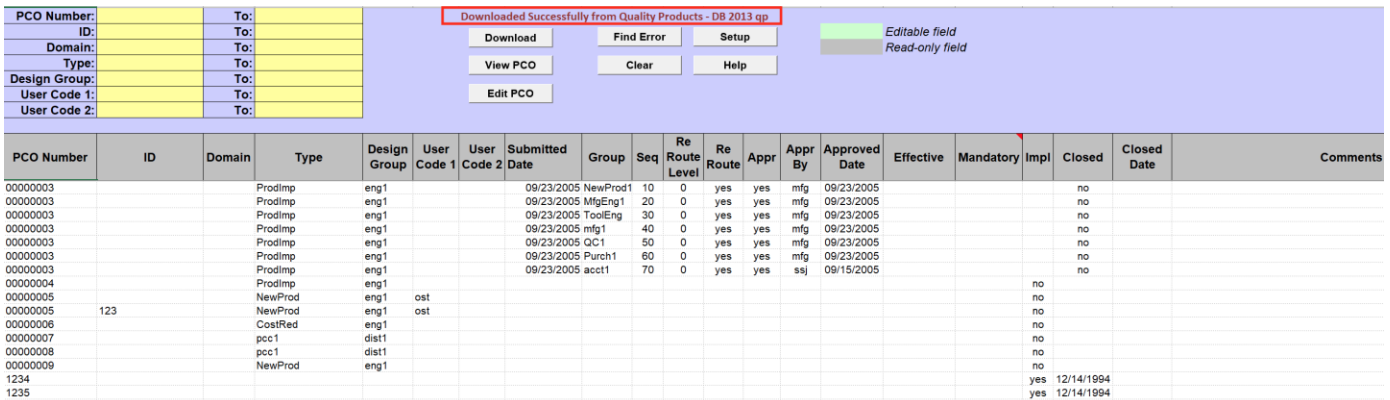 PCO Number: To: Downloaded Successfully from Quality Products - DB 2013 qp
ID: To: Download Find Error Setup Editable field
Domain: To: Read-only field
Type: To: View PCO Clear Help
Design Group: To:
User Code 1: To: Edit PCO
User Code 2: To:
PCO Number ID Domain Type Design Group User Code 1 User Code 2 Submitted Date Group Seq Re Route Level Re Route Appr Appr By Approved Date Effective Mandatory Impl Closed Closed Date Comments
00000003 ProdImp eng1 09/23/2005 NewProd1 10 0 yes yes mfg 09/23/2005 no
00000003 ProdImp eng1 09/23/2005 MfgEng1 20 0 yes yes mfg 09/23/2005 no
00000003 ProdImp eng1 09/23/2005 ToolEng 30 0 yes yes mfg 09/23/2005 no
00000003 ProdImp eng1 09/23/2005 mfg1 40 0 yes yes mfg 09/23/2005 no
00000003 ProdImp eng1 09/23/2005 QC1 50 0 yes yes mfg 09/23/2005 no
00000003 ProdImp eng1 09/23/2005 Purch1 60 0 yes yes mfg 09/23/2005 no
00000003 ProdImp eng1 09/23/2005 acct1 70 0 yes yes ssj 09/15/2005 no
00000004 ProdImp eng1 no
00000005 NewProd eng1 ost no
00000005 123 NewProd eng1 ost no
00000006 CostRed eng1 no
00000007 pcc1 dist1 no
00000008 pcc1 dist1 no
00000009 NewProd eng1 no
1234 yes 12/14/1994
1235 yes 12/14/1994